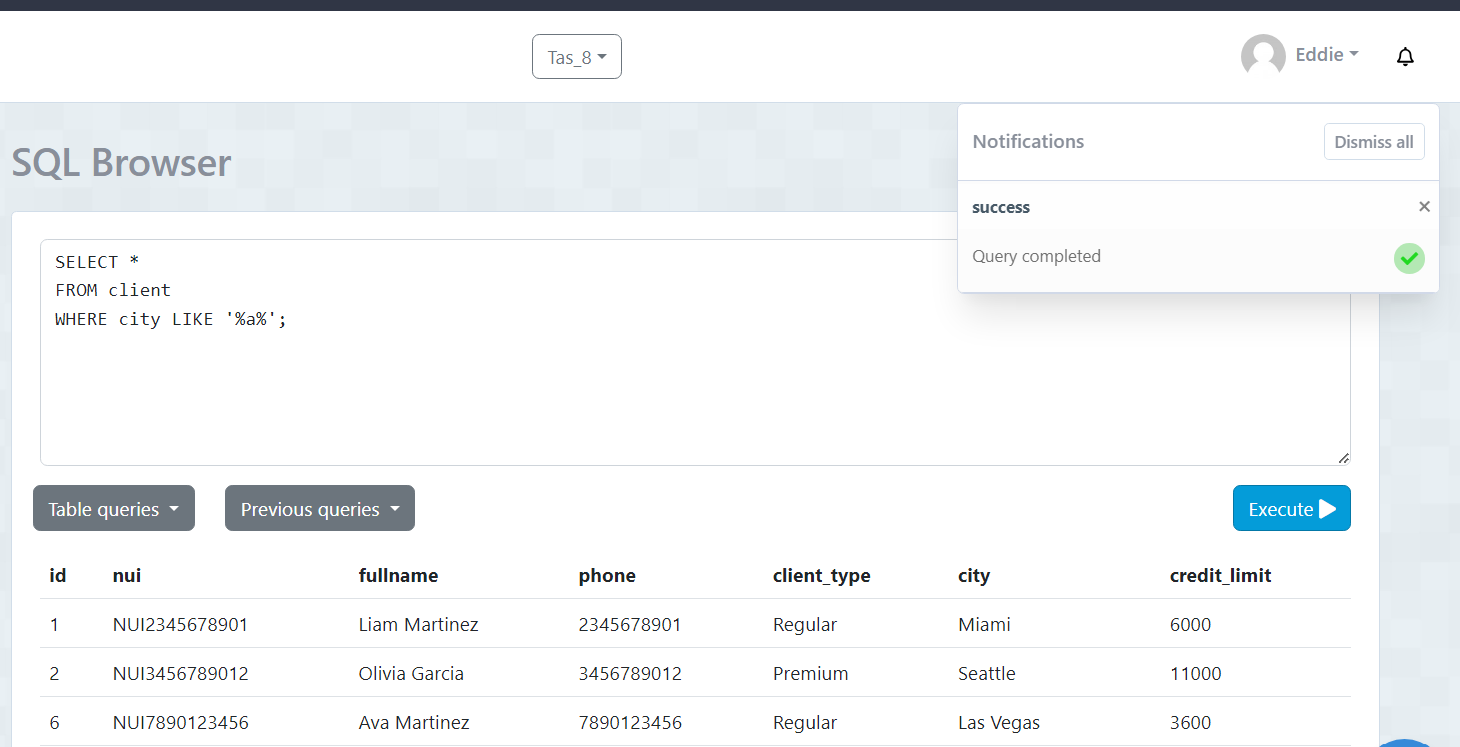 Tas_8
Eddie
Notifications
Dismiss all
success
Query completed
SQL Browser
SELECT *
FROM client
WHERE city LIKE '%a%';
Table queries
Previous queries
Execute
id nui fullname phone client_type city credit_limit
1 NUI2345678901 Liam Martinez 2345678901 Regular Miami 6000
2 NUI3456789012 Olivia Garcia 3456789012 Premium Seattle 11000
6 NUI7890123456 Ava Martinez 7890123456 Regular Las Vegas 3600